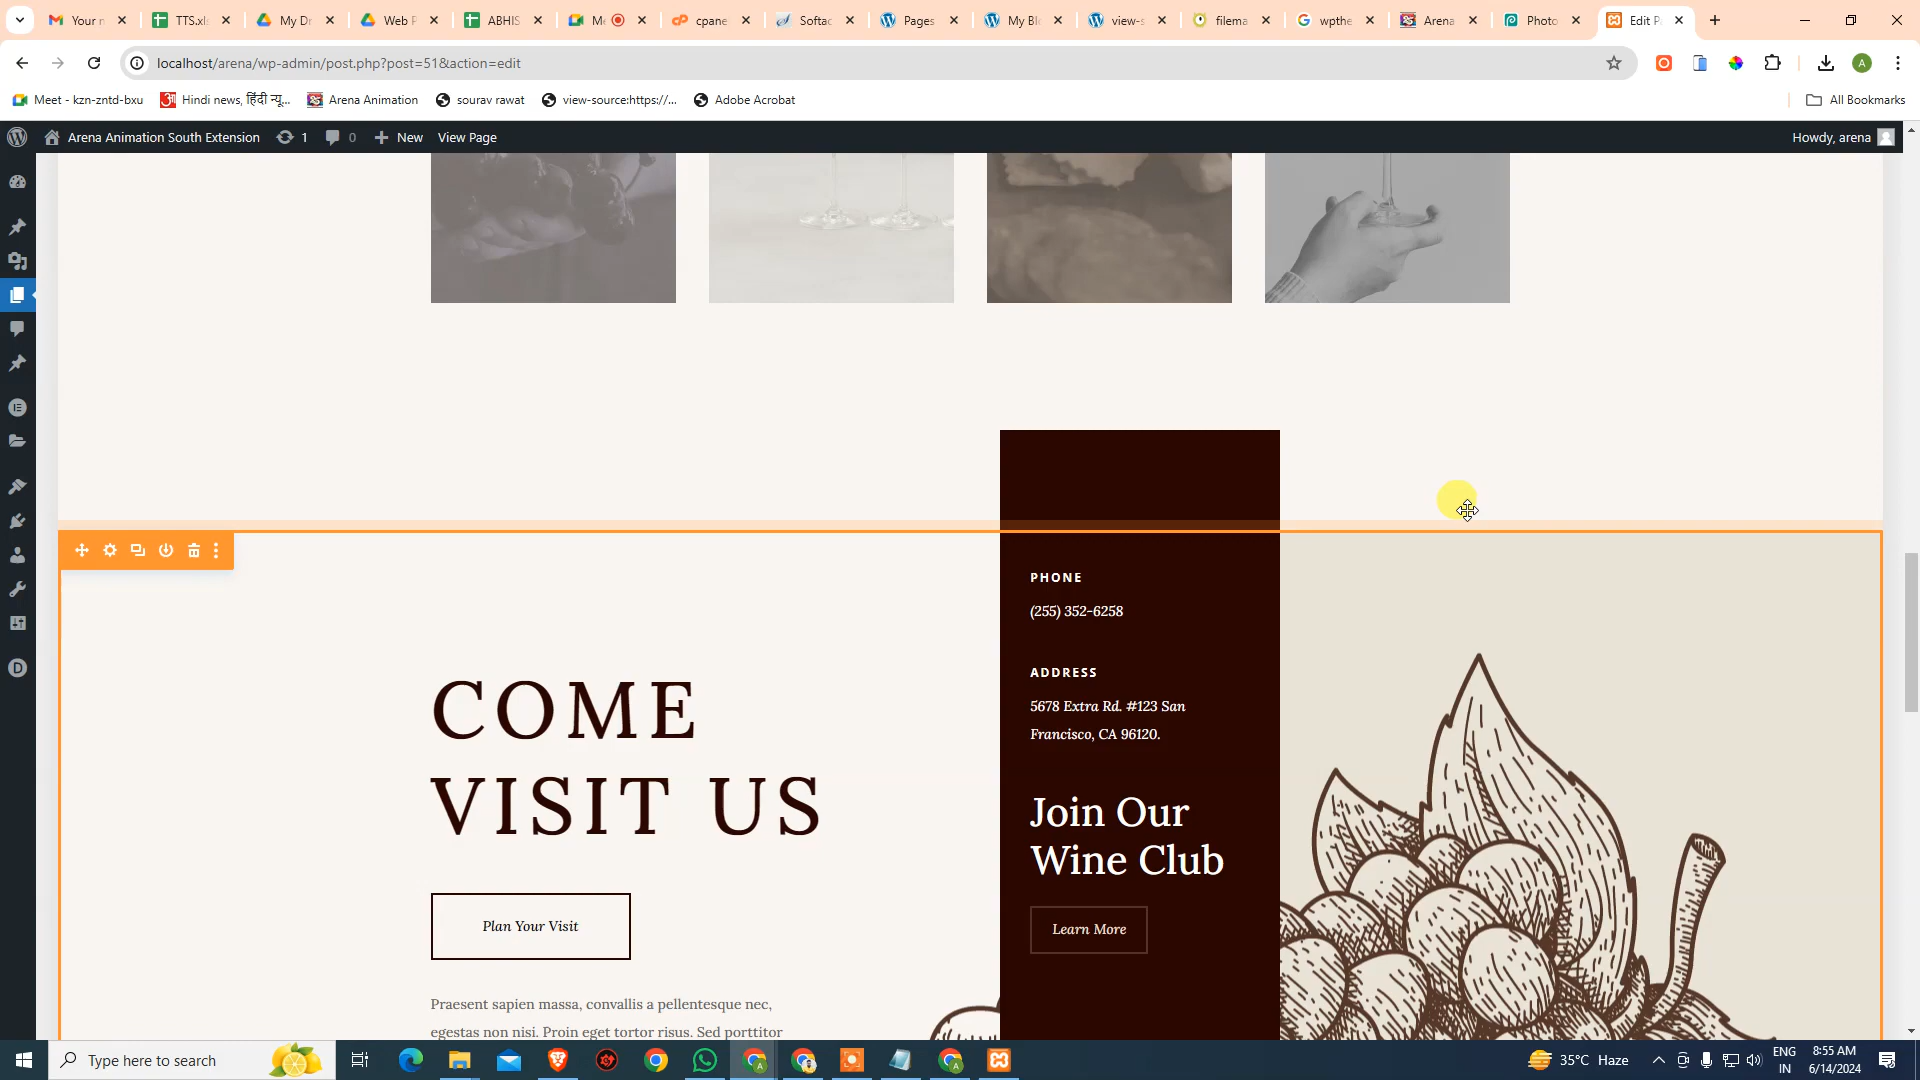 Your n
TTS.xls
My Dr
Web P
ABHIS
Me
cpane
Softac
Pages
My Bl
view-s
filema
wpthe
Arena
Photo
Edit P
localhost/arena/wp-admin/post.php?post=51&action=edit
Meet - kzn-zntd-bxu
Hindi news, हिंदी न्यू...
Arena Animation
sourav rawat
view-source:https://...
Adobe Acrobat
All Bookmarks
Arena Animation South Extension
1
0
New
View Page
Howdy, arena
PHONE
(255) 352-6258
ADDRESS
5678 Extra Rd. #123 San
Francisco, CA 96120.
COME
VISIT US
Join Our
Wine Club
Plan Your Visit
Learn More
Praesent sapien massa, convallis a pellentesque nec,
egestas non nisi. Proin eget tortor risus. Sed porttitor
Type here to search
35°C Haze
ENG
IN
8:55 AM
6/14/2024